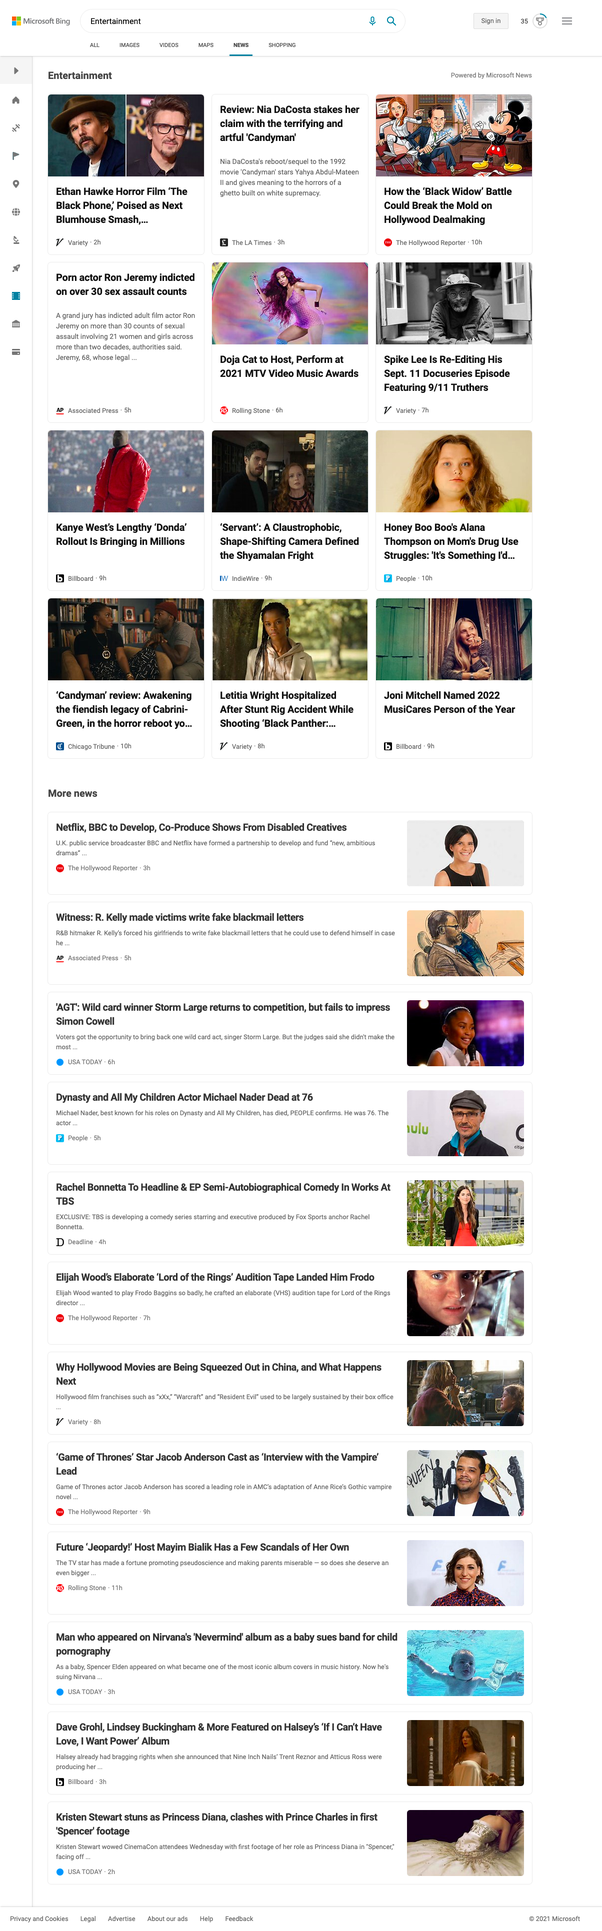 Microsoft Bing
Entertainment
Sign in
35
ALL
IMAGES
VIDEOS
MAPS
NEWS
SHOPPING
Entertainment
Powered by Microsoft News
Ethan Hawke Horror Film ‘The
Black Phone,’ Poised as Next
Blumhouse Smash,...
Variety · 2h
Review: Nia DaCosta stakes her
claim with the terrifying and
artful 'Candyman'
Nia DaCosta's reboot/sequel to the 1992
movie 'Candyman' stars Yahya Abdul-Mateen
II and gives meaning to the horrors of a
ghetto built on white supremacy.
The LA Times · 3h
How the ‘Black Widow’ Battle
Could Break the Mold on
Hollywood Dealmaking
The Hollywood Reporter · 10h
Porn actor Ron Jeremy indicted
on over 30 sex assault counts
A grand jury has indicted adult film actor Ron
Jeremy on more than 30 counts of sexual
assault involving 21 women and girls across
more than two decades, authorities said.
Jeremy, 68, whose legal ...
AP
Associated Press · 5h
Doja Cat to Host, Perform at
2021 MTV Video Music Awards
Rolling Stone · 6h
Spike Lee Is Re-Editing His
Sept. 11 Docuseries Episode
Featuring 9/11 Truthers
Variety · 7h
Kanye West’s Lengthy ‘Donda’
Rollout Is Bringing in Millions
Billboard · 9h
‘Servant’: A Claustrophobic,
Shape-Shifting Camera Defined
the Shyamalan Fright
IW
IndieWire · 9h
Honey Boo Boo's Alana
Thompson on Mom's Drug Use
Struggles: 'It's Something I'd...
People · 10h
‘Candyman’ review: Awakening
the fiendish legacy of Cabrini-
Green, in the horror reboot yo...
Chicago Tribune · 10h
Letitia Wright Hospitalized
After Stunt Rig Accident While
Shooting ‘Black Panther:...
Variety · 8h
Joni Mitchell Named 2022
MusiCares Person of the Year
Billboard · 9h
More news
Netflix, BBC to Develop, Co-Produce Shows From Disabled Creatives
U.K. public service broadcaster BBC and Netflix have formed a partnership to develop and fund “new, ambitious
dramas” ...
The Hollywood Reporter · 3h
Witness: R. Kelly made victims write fake blackmail letters
R&B hitmaker R. Kelly's forced his girlfriends to write fake blackmail letters that he could use to defend himself in case
he ...
AP
Associated Press · 5h
'AGT': Wild card winner Storm Large returns to competition, but fails to impress
Simon Cowell
Voters got the opportunity to bring back one wild card act, singer Storm Large. But the judges said she didn't make the
most ...
USA TODAY · 6h
Dynasty and All My Children Actor Michael Nader Dead at 76
Michael Nader, best known for his roles on Dynasty and All My Children, has died, PEOPLE confirms. He was 76. The
actor ...
People · 5h
hulu
Rachel Bonnetta To Headline & EP Semi-Autobiographical Comedy In Works At
TBS
EXCLUSIVE: TBS is developing a comedy series starring and executive produced by Fox Sports anchor Rachel
Bonnetta.
Deadline · 4h
Elijah Wood’s Elaborate ‘Lord of the Rings’ Audition Tape Landed Him Frodo
Elijah Wood wanted to play Frodo Baggins so badly, he crafted an elaborate (VHS) audition tape for Lord of the Rings
director ...
The Hollywood Reporter · 7h
Why Hollywood Movies are Being Squeezed Out in China, and What Happens
Next
Hollywood film franchises such as “xXx,” “Warcraft” and “Resident Evil” used to be largely sustained by their box office
...
Variety · 8h
‘Game of Thrones’ Star Jacob Anderson Cast as ‘Interview with the Vampire’
Lead
Game of Thrones actor Jacob Anderson has scored a leading role in AMC's adaptation of Anne Rice's Gothic vampire
novel ...
The Hollywood Reporter · 9h
QUEEN
Future ‘Jeopardy!’ Host Mayim Bialik Has a Few Scandals of Her Own
The TV star has made a fortune promoting pseudoscience and making parents miserable — so does she deserve an
even bigger ...
Rolling Stone · 11h
Man who appeared on Nirvana's 'Nevermind' album as a baby sues band for child
pornography
As a baby, Spencer Elden appeared on what became one of the most iconic album covers in music history. Now he's
suing Nirvana ...
USA TODAY · 3h
Dave Grohl, Lindsey Buckingham & More Featured on Halsey’s ‘If I Can’t Have
Love, I Want Power’ Album
Halsey already had bragging rights when she announced that Nine Inch Nails' Trent Reznor and Atticus Ross were
producing her ...
Billboard · 3h
Kristen Stewart stuns as Princess Diana, clashes with Prince Charles in first
'Spencer' footage
Kristen Stewart wowed CinemaCon attendees Wednesday with first footage of her role as Princess Diana in "Spencer,"
facing off ...
USA TODAY · 2h
Privacy and Cookies
Legal
Advertise
About our ads
Help
Feedback
© 2021 Microsoft